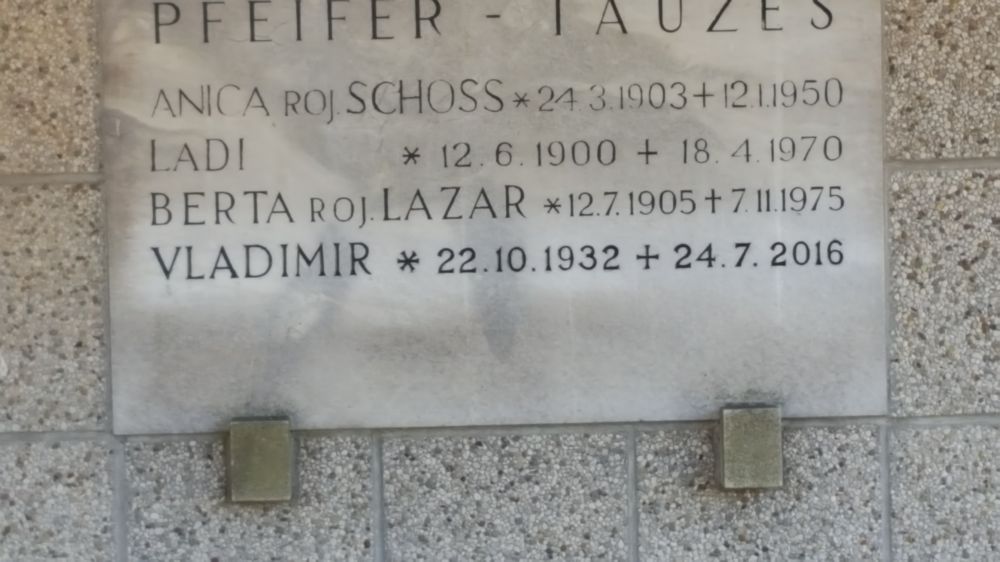 PFEIFER - TAUZES
ANICA ROJ. SCHOSS * 24.3.1903 + 12.1.1950
LADI * 12.6.1900 + 18.4.1970
BERTA ROJ. LAZAR * 12.7.1905 + 7.11.1975
VLADIMIR * 22.10.1932 + 24.7.2016